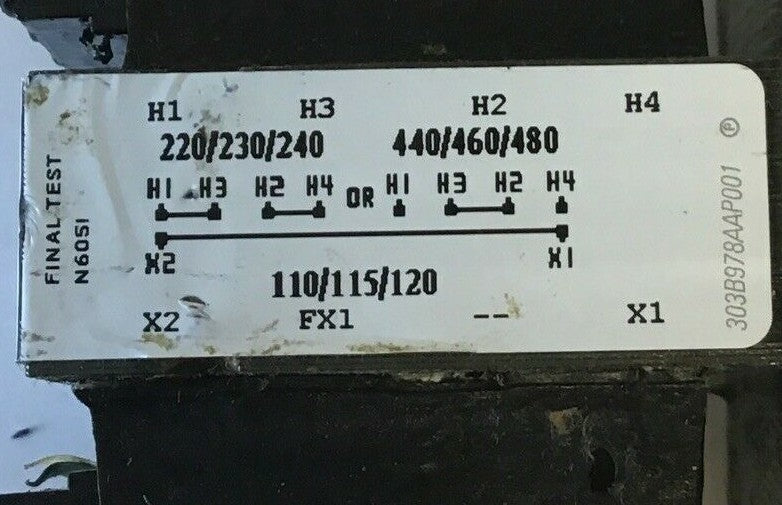 H1 H3 H2 H4
220/230/240 440/460/480
H1 H3 H2 H4 OR H1 H3 H2 H4
X2 X1
110/115/120
X2 FX1 -- X1
FINAL TEST
N6051
303B978AAP001 P